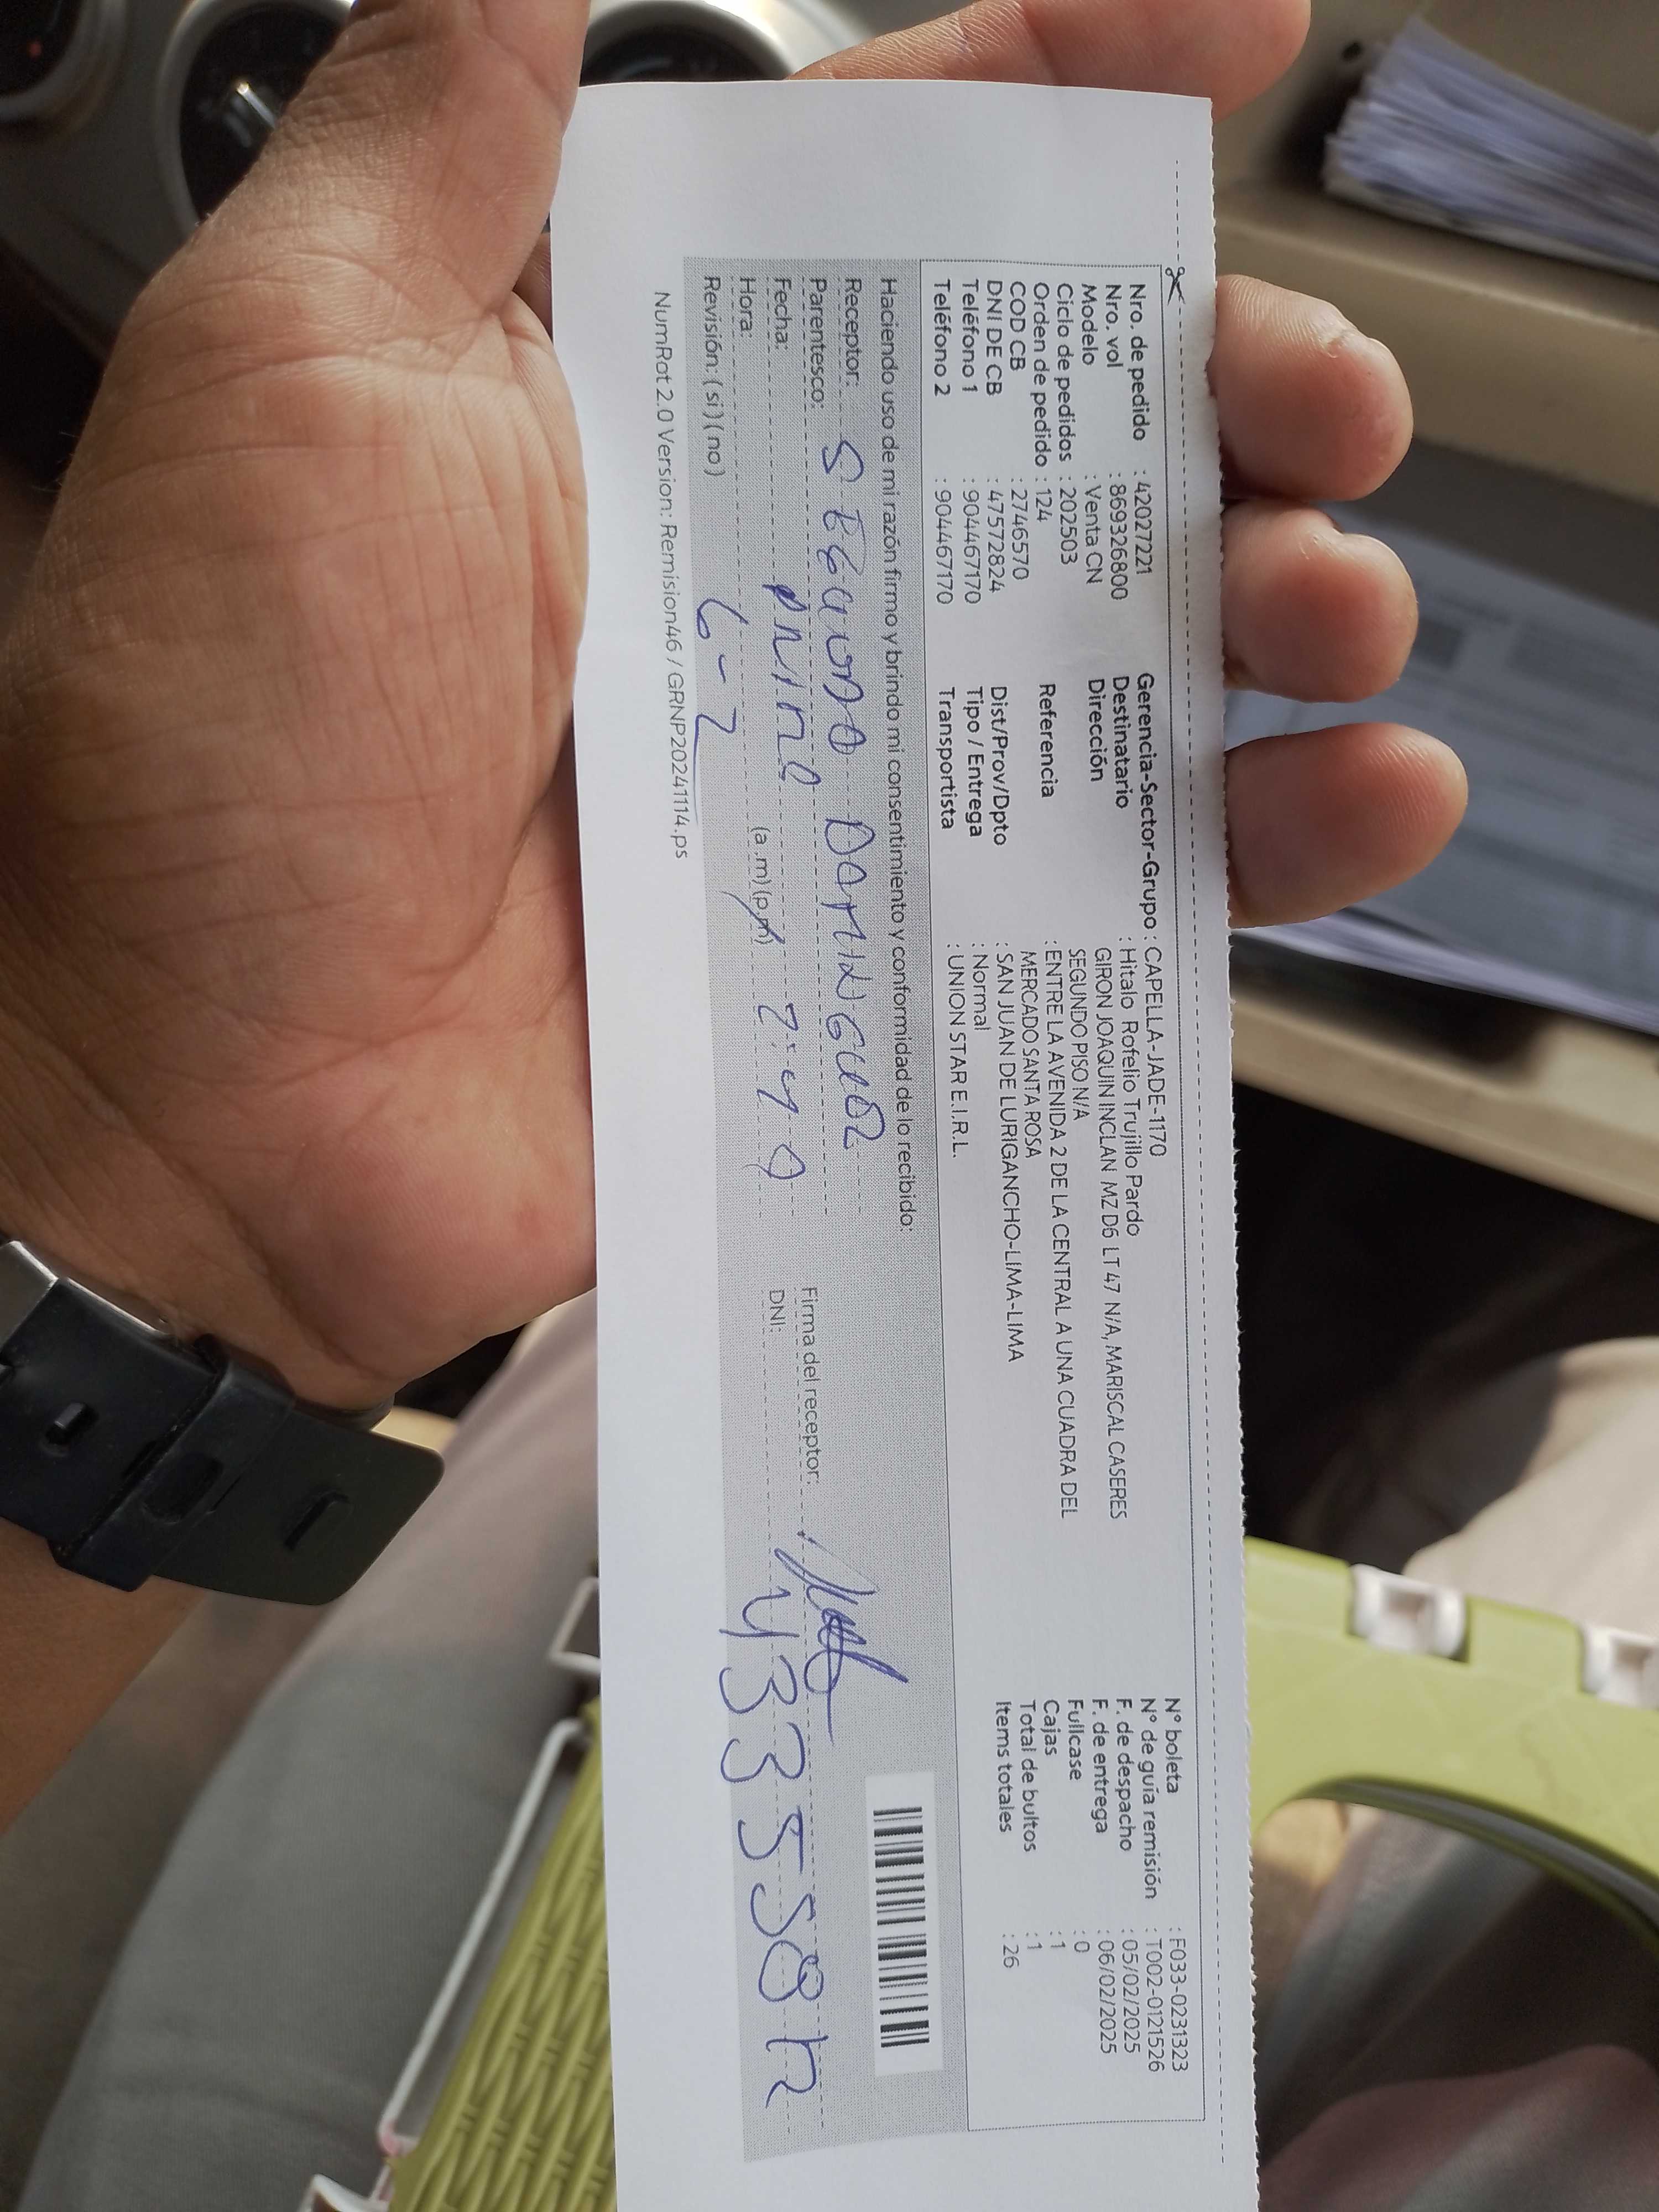 Nro. de pedido : 42027221
Nro. vol : 869326800
Modelo : Venta CN
Ciclo de pedidos : 202503
Orden de pedido : 124
COD CB : 2746570
DNI DE CB : 47572824
Teléfono 1 : 904467170
Teléfono 2 : 904467170
Gerencia-Sector-Grupo : CAPELLA-JADE-1170
Destinatario : Hitalo Rofelio Trujillo Pardo
Dirección GIRON JOAQUIN INCLAN MZ D6 LT 47 N/A, MARISCAL CASERES
SEGUNDO PISO N/A
Referencia : ENTRE LA AVENIDA 2 DE LA CENTRAL A UNA CUADRA DEL
MERCADO SANTA ROSA
Dist/Prov/Dpto : SAN JUAN DE LURIGANCHO-LIMA-LIMA
Tipo / Entrega : Normal
Transportista : UNION STAR E.I.R.L.
N° boleta : F033-0231323
N° de guía remisión : T002-0121526
F. de despacho : 05/02/2025
F. de entrega : 06/02/2025
Fullcase : 0
Cajas : 1
Total de bultos : 1
Items totales : 26
Haciendo uso de mi razón firmo y brindo mi consentimiento y conformidad de lo recibido:
Receptor:
Parentesco:
Fecha:
Hora: (a.m) (p.m)
Revisión: ( si ) ( no ) 6-2
Firma del receptor:
DNI:
NumRot2.0 Version: Remision46 / GRNP20241114.ps